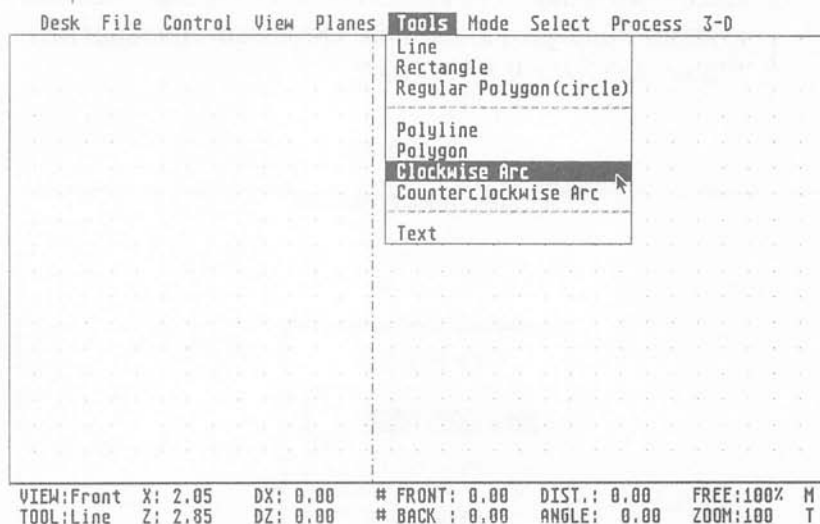 Desk File Control View Planes Tools Mode Select Process 3-D
Line
Rectangle
Regular Polygon(circle)
Polyline
Polygon
Clockwise Arc
Counterclockwise Arc
Text
VIEW:Front X: 2.05 DX: 0.00 # FRONT: 0.00 DIST.: 0.00 FREE:100% M
TOOL:Line Z: 2.85 DZ: 0.00 # BACK : 0.00 ANGLE: 0.00 ZOOM:100 T